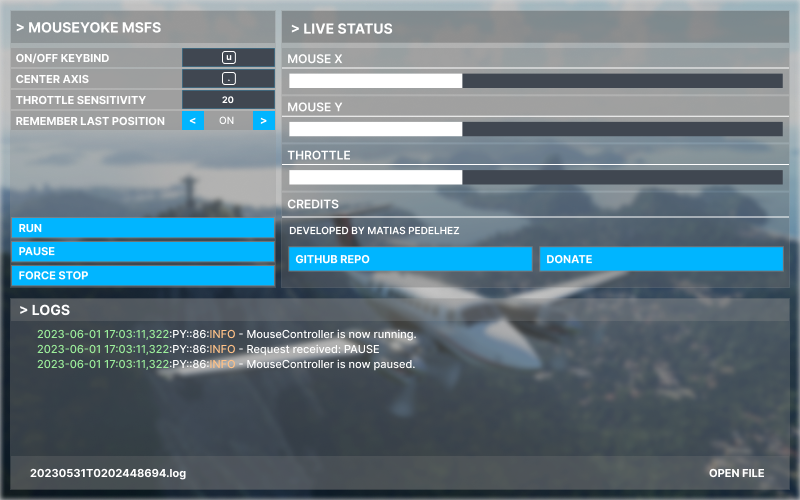 > MOUSEYOKE MSFS
ON/OFF KEYBIND u
CENTER AXIS .
THROTTLE SENSITIVITY 20
REMEMBER LAST POSITION < ON >
RUN
PAUSE
FORCE STOP
> LIVE STATUS
MOUSE X
MOUSE Y
THROTTLE
CREDITS
DEVELOPED BY MATIAS PEDELHEZ
GITHUB REPO DONATE
> LOGS
2023-06-01 17:03:11,322:PY::86:INFO - MouseController is now running.
2023-06-01 17:03:11,322:PY::86:INFO - Request received: PAUSE
2023-06-01 17:03:11,322:PY::86:INFO - MouseController is now paused.
20230531T0202448694.log OPEN FILE